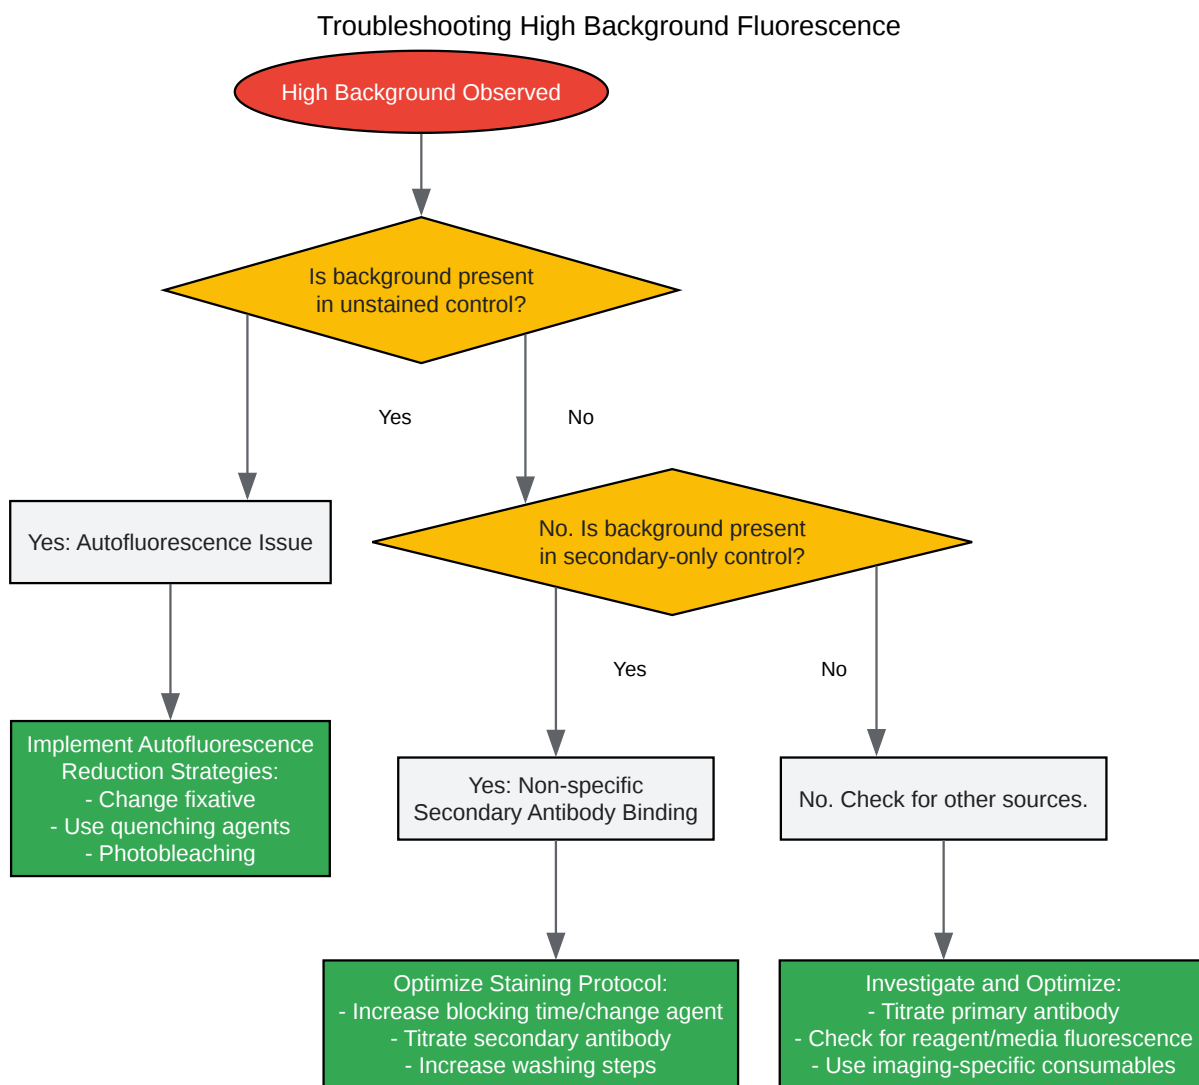 Troubleshooting High Background Fluorescence
High Background Observed
Is background present
in unstained control?
Yes
No
Yes: Autofluorescence Issue
No. Is background present
in secondary-only control?
Yes
No
Implement Autofluorescence
Reduction Strategies:
- Change fixative
- Use quenching agents
- Photobleaching
Yes: Non-specific
Secondary Antibody Binding
No. Check for other sources.
Optimize Staining Protocol:
- Increase blocking time/change agent
- Titrate secondary antibody
- Increase washing steps
Investigate and Optimize:
- Titrate primary antibody
- Check for reagent/media fluorescence
- Use imaging-specific consumables